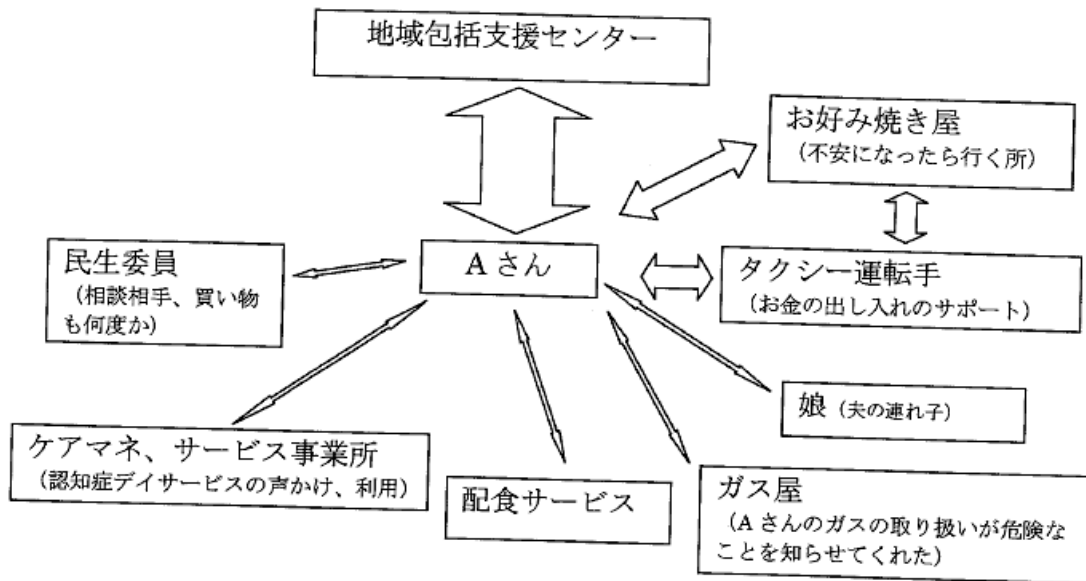 地域包括支援センター
お好み焼き屋
（不安になったら行く所）
民生委員
（相談相手、買い物
も何度か）
Aさん
タクシー運転手
（お金の出し入れのサポート）
娘（夫の連れ子）
ケアマネ、サービス事業所
（認知症デイサービスの声かけ、利用）
配食サービス
ガス屋
（Aさんのガスの取り扱いが危険な
ことを知らせてくれた）